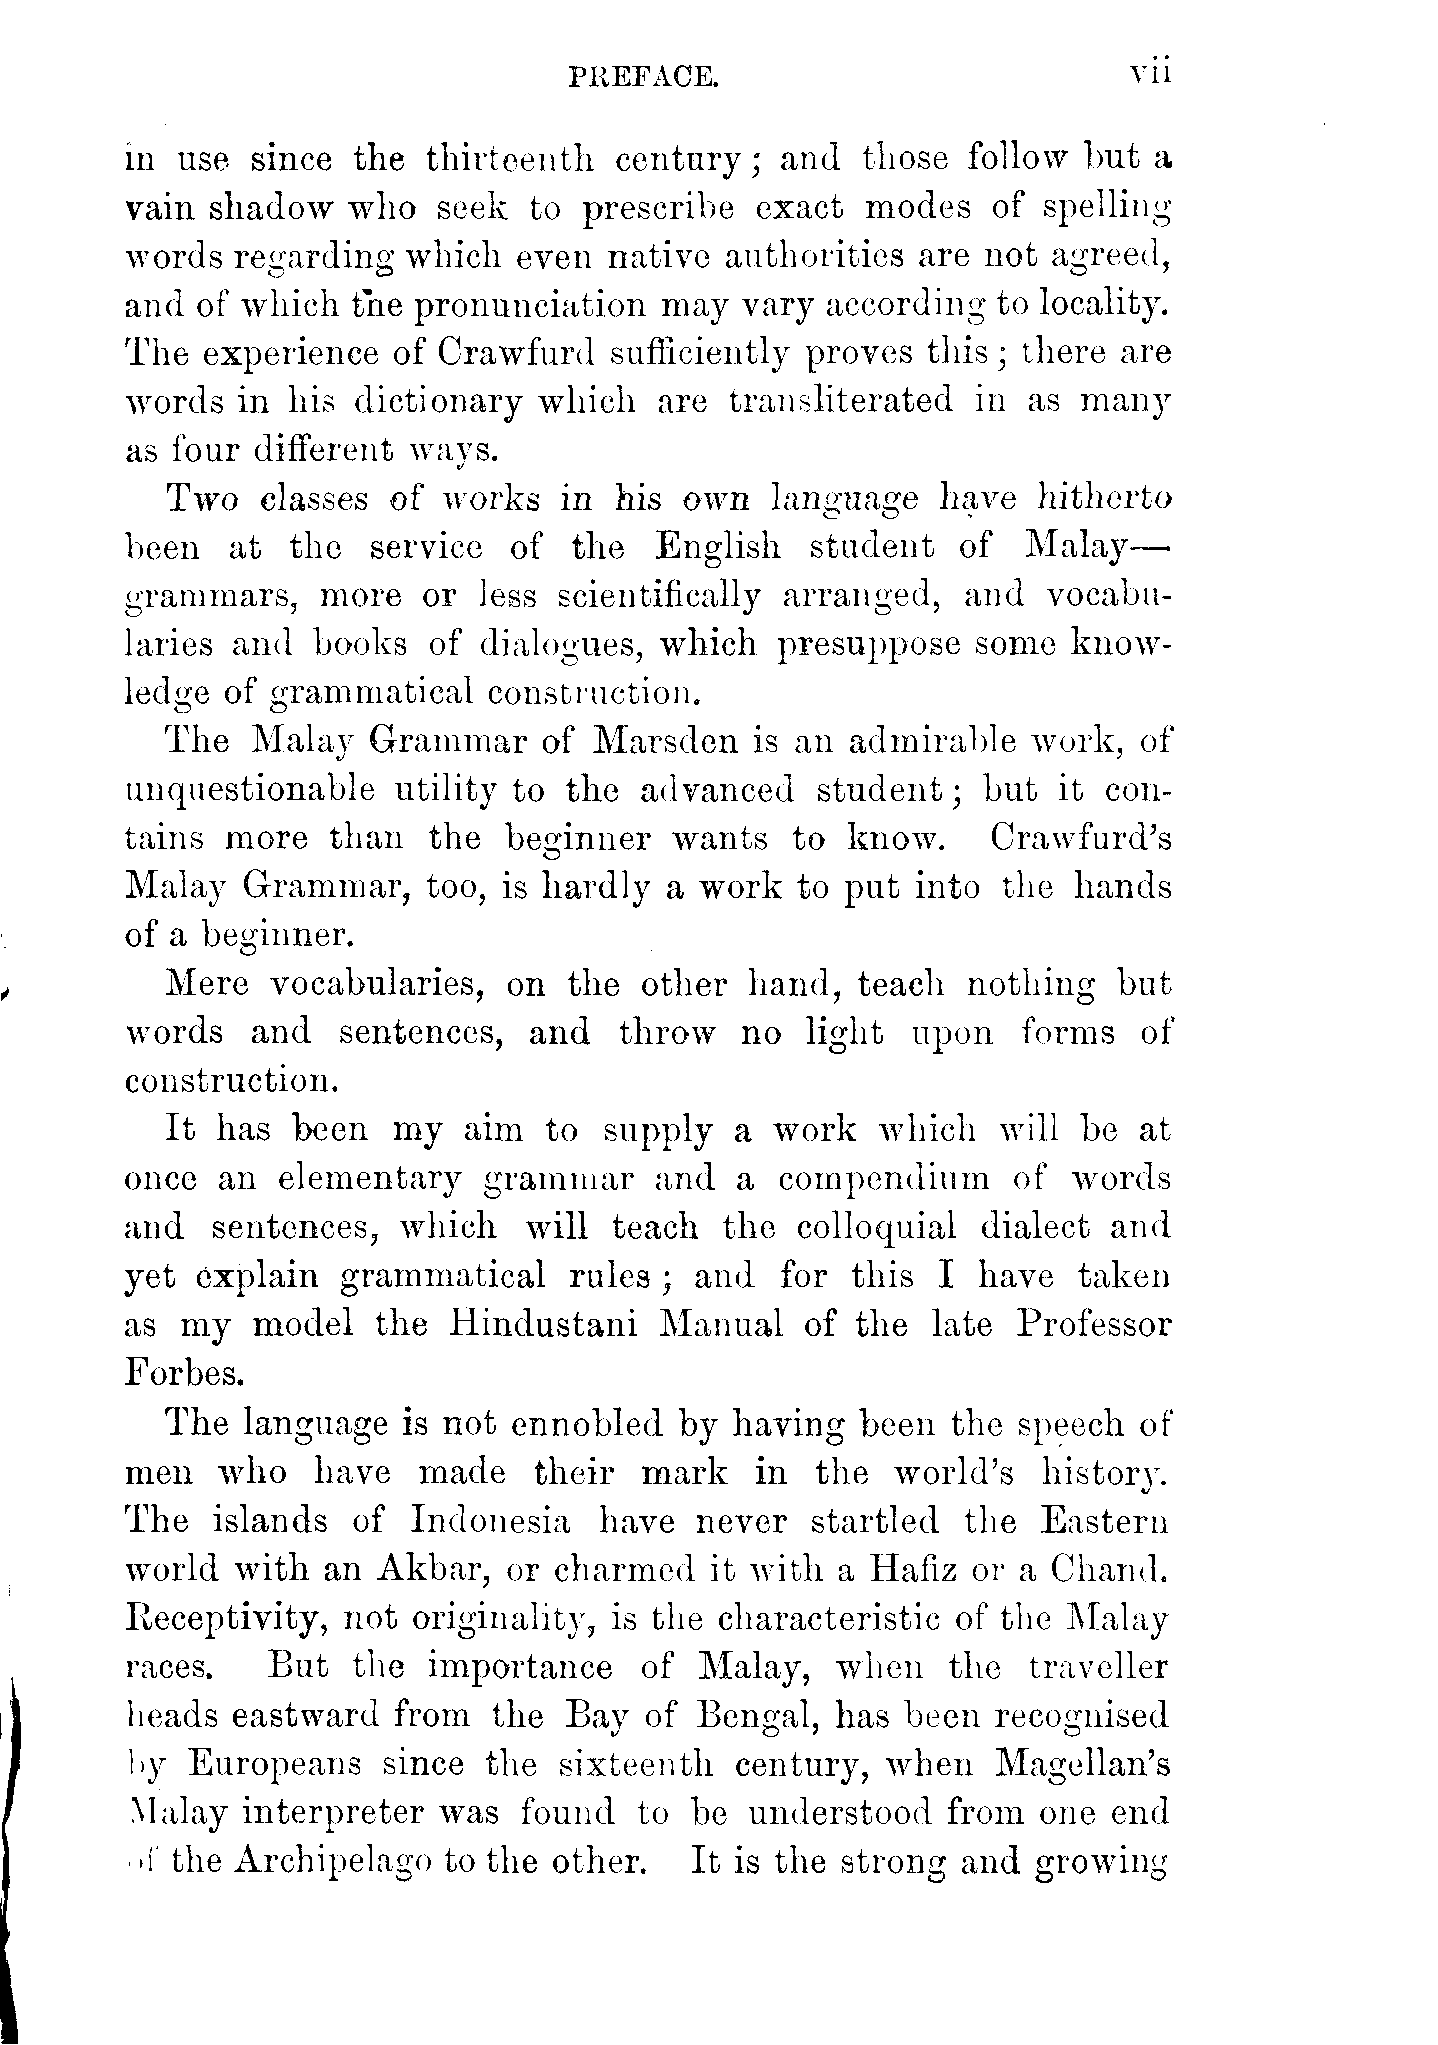 PREFACE. vii
in use since the thirteenth century; and those follow but a
vain shadow who seek to prescribe exact modes of spelling
words regarding which even native authorities are not agreed,
and of which the pronunciation may vary according to locality.
The experience of Crawfurd sufficiently proves this; there are
words in his dictionary which are transliterated in as many
as four different ways.
Two classes of works in his own language have hitherto
been at the service of the English student of Malay—
grammars, more or less scientifically arranged, and vocabu-
laries and books of dialogues, which presuppose some know-
ledge of grammatical construction.
The Malay Grammar of Marsden is an admirable work, of
unquestionable utility to the advanced student; but it con-
tains more than the beginner wants to know. Crawfurd's
Malay Grammar, too, is hardly a work to put into the hands
of a beginner.
Mere vocabularies, on the other hand, teach nothing but
words and sentences, and throw no light upon forms of
construction.
It has been my aim to supply a work which will be at
once an elementary grammar and a compendium of words
and sentences, which will teach the colloquial dialect and
yet explain grammatical rules; and for this I have taken
as my model the Hindustani Manual of the late Professor
Forbes.
The language is not ennobled by having been the speech of
men who have made their mark in the world's history.
The islands of Indonesia have never startled the Eastern
world with an Akbar, or charmed it with a Hafiz or a Chand.
Receptivity, not originality, is the characteristic of the Malay
races. But the importance of Malay, when the traveller
heads eastward from the Bay of Bengal, has been recognised
by Europeans since the sixteenth century, when Magellan's
Malay interpreter was found to be understood from one end
of the Archipelago to the other. It is the strong and growing